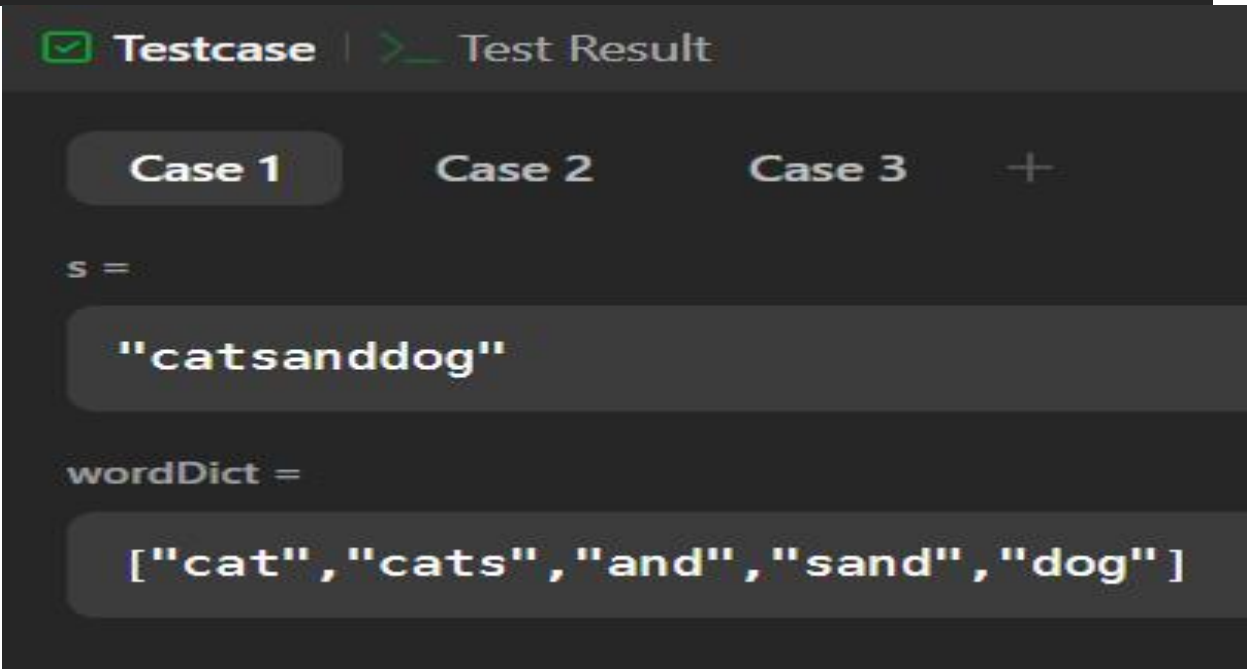 Testcase | >_ Test Result
Case 1 Case 2 Case 3 +
s =
"catsanddog"
wordDict =
["cat","cats","and","sand","dog"]